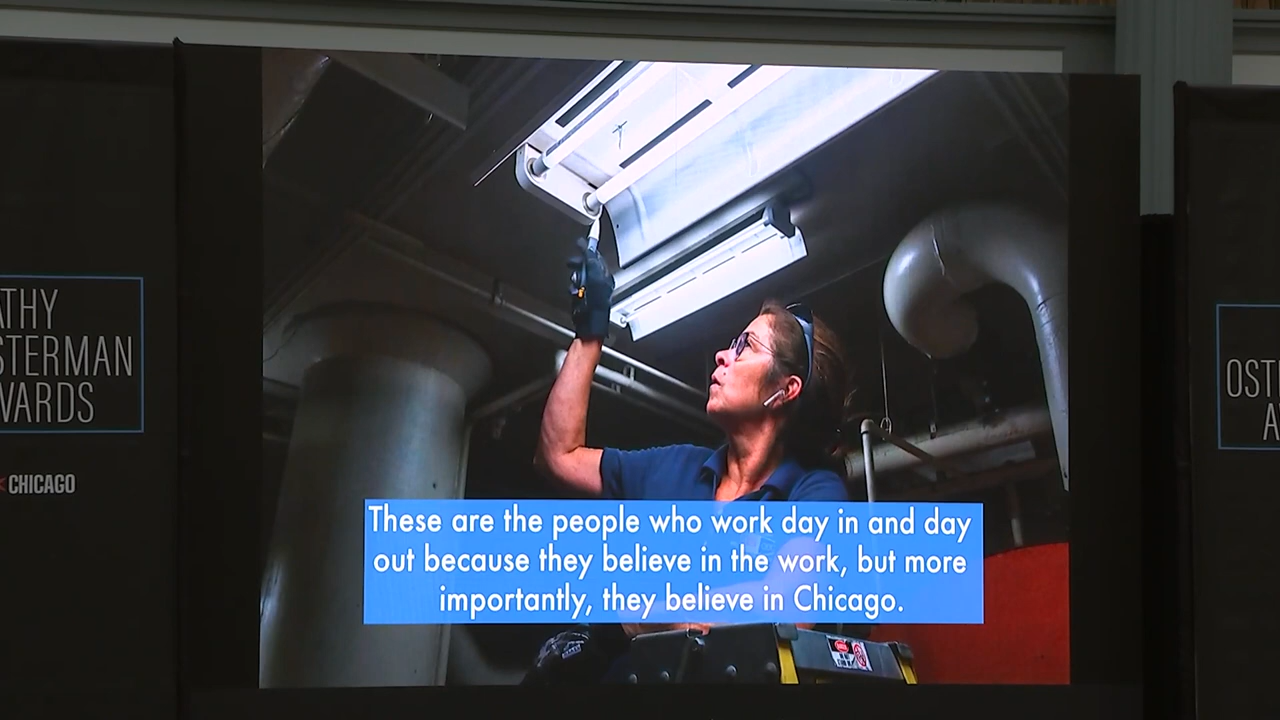 ATHY
STERMAN
WARDS
CHICAGO
These are the people who work day in and day
out because they believe in the work, but more
importantly, they believe in Chicago.
OST
A